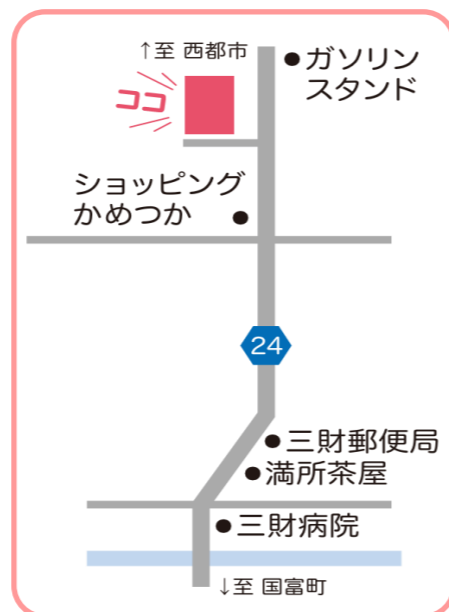 ↑至 西都市
●ガソリン
スタンド
ココ
ショッピング
かめつか ●
24
●三財郵便局
●満所茶屋
●三財病院
↓至 国富町